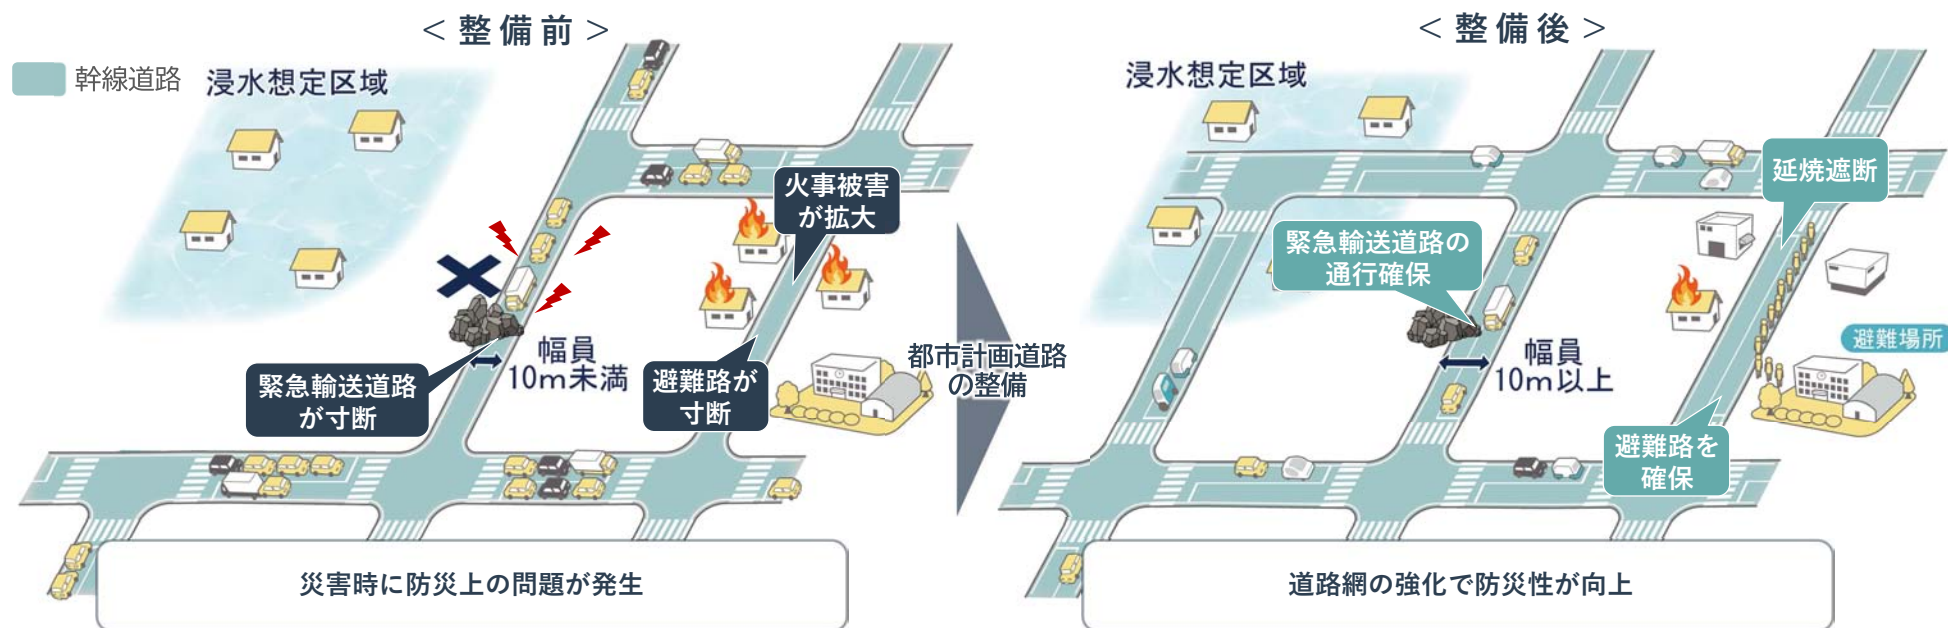 ＜整備前＞
幹線道路
浸水想定区域
火事被害
が拡大
幅員
10m未満
緊急輸送道路
が寸断
避難路が
寸断
災害時に防災上の問題が発生
都市計画道路
の整備
＜整備後＞
浸水想定区域
延焼遮断
緊急輸送道路の
通行確保
幅員
10m以上
避難場所
避難路を
確保
道路網の強化で防災性が向上